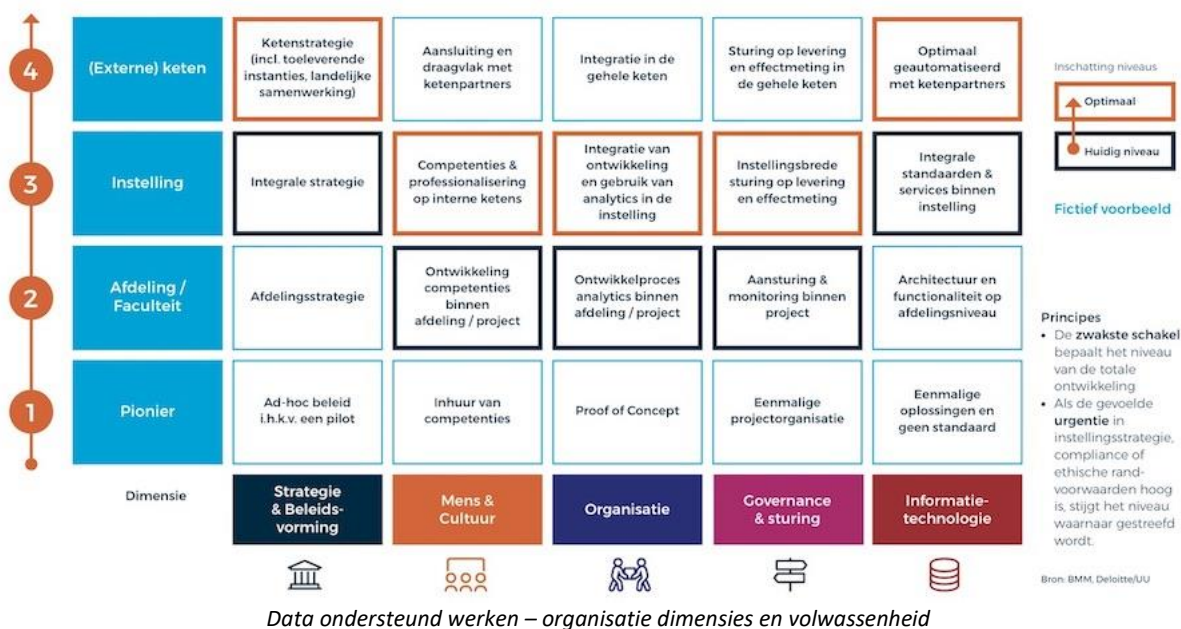 4
(Externe) keten
Ketenstrategie
(incl. toeleverende
instanties, landelijke
samenwerking)
Aansluiting en
draagvlak met
ketenpartners
Integratie in de
gehele keten
Sturing op levering
en effectmeting in
de gehele keten
Optimaal
geautomatiseerd
met ketenpartners
3
Instelling
Integrale strategie
Competenties &
professionalisering
op interne ketens
Integratie van
ontwikkeling
en gebruik van
analytics in de
instelling
Instellingsbrede
sturing op levering
en effectmeting
Integrale
standaarden &
services binnen
instelling
2
Afdeling /
Faculteit
Afdelingsstrategie
Ontwikkeling
competenties
binnen
afdeling / project
Ontwikkelproces
analytics binnen
afdeling / project
Aansturing &
monitoring binnen
project
Architectuur en
functionaliteit op
afdelingsniveau
1
Pionier
Ad-hoc beleid
i.h.k.v. een pilot
Inhuur van
competenties
Proof of Concept
Eenmalige
projectorganisatie
Eenmalige
oplossingen en
geen standaard
Dimensie
Strategie
& Beleids-
vorming
Mens &
Cultuur
Organisatie
Governance
& sturing
Informatie-
technologie
Inschatting niveaus
Optimaal
Huidig niveau
Fictief voorbeeld
Principes
• De zwakste schakel
bepaalt het niveau
van de totale
ontwikkeling
• Als de gevoelde
urgentie in
instellingsstrategie,
compliance of
ethische rand-
voorwaarden hoog
is, stijgt het niveau
waarnaar gestreefd
wordt.
Bron: BMM, Deloitte/UU
Data ondersteund werken – organisatie dimensies en volwassenheid